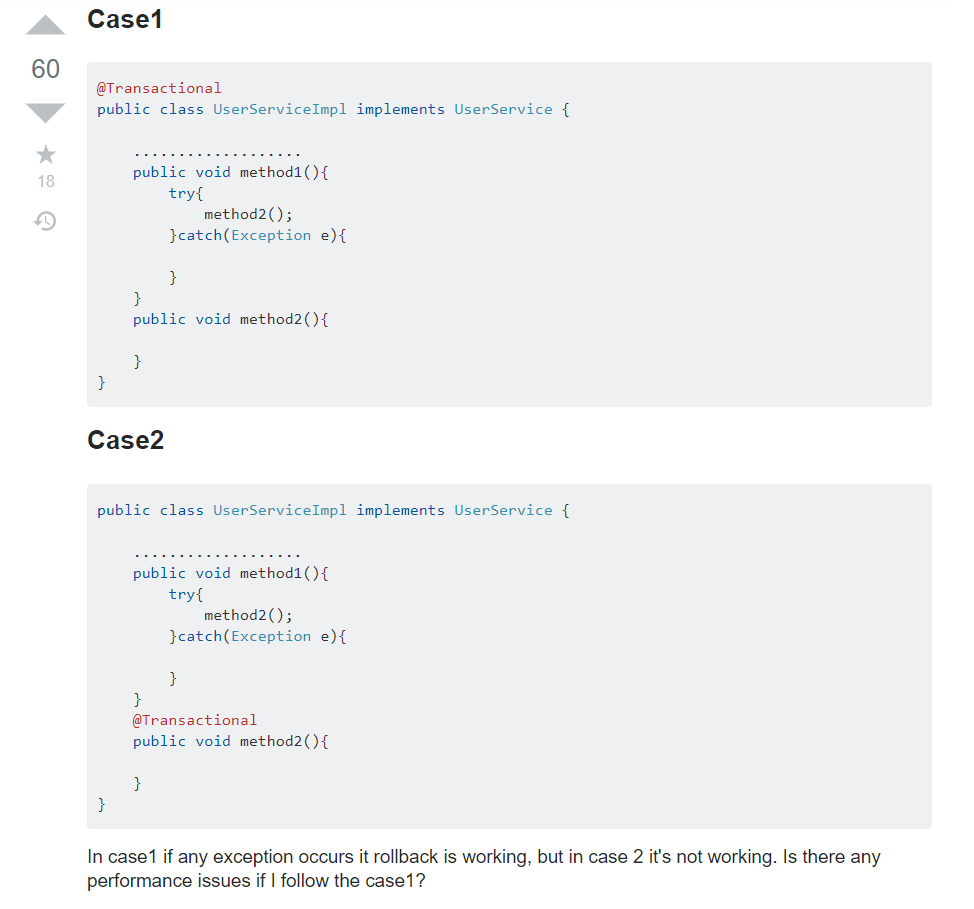 Case1
60
18
@Transactional
public class UserServiceImpl implements UserService {
...................
public void method1(){
try{
method2();
}catch(Exception e){
}
}
public void method2(){
}
}
Case2
public class UserServiceImpl implements UserService {
...................
public void method1(){
try{
method2();
}catch(Exception e){
}
}
@Transactional
public void method2(){
}
}
In case1 if any exception occurs it rollback is working, but in case 2 it's not working. Is there any
performance issues if I follow the case1?